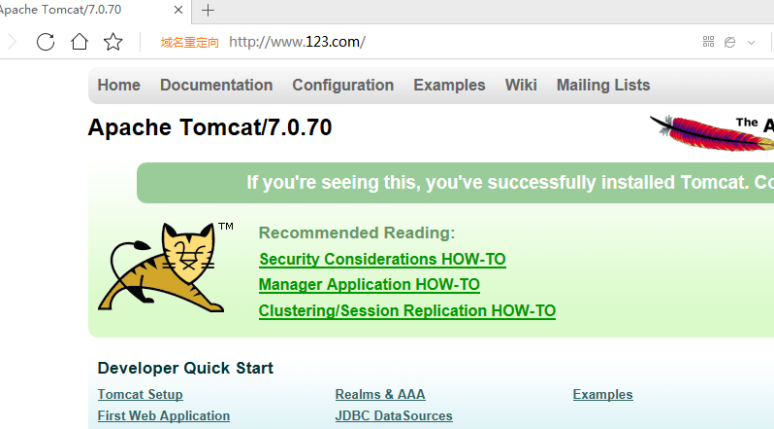 Apache Tomcat/7.0.70
域名重定向 http://www.123.com/
Home Documentation Configuration Examples Wiki Mailing Lists
Apache Tomcat/7.0.70
The
If you're seeing this, you've successfully installed Tomcat.
TM
Recommended Reading:
Security Considerations HOW-TO
Manager Application HOW-TO
Clustering/Session Replication HOW-TO
Developer Quick Start
Tomcat Setup Realms & AAA Examples
First Web Application JDBC DataSources